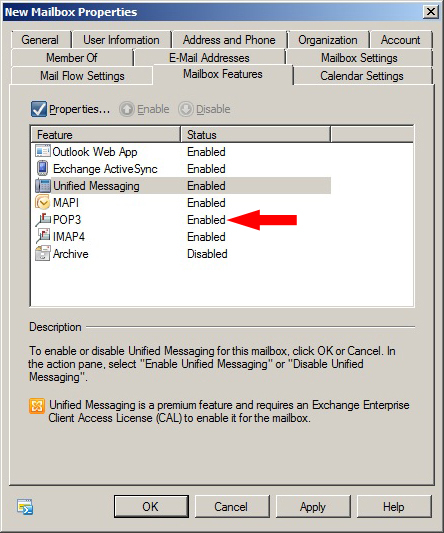 New Mailbox Properties
General User Information Address and Phone Organization Account
Member Of E-Mail Addresses Mailbox Settings
Mail Flow Settings Mailbox Features Calendar Settings
Properties... Enable Disable
Feature Status
Outlook Web App Enabled
Exchange ActiveSync Enabled
Unified Messaging Enabled
MAPI Enabled
POP3 Enabled
IMAP4 Enabled
Archive Disabled
Description
To enable or disable Unified Messaging for this mailbox, click OK or Cancel. In
the action pane, select "Enable Unified Messaging" or "Disable Unified
Messaging".
Unified Messaging is a premium feature and requires an Exchange Enterprise
Client Access License (CAL) to enable it for the mailbox.
OK Cancel Apply Help